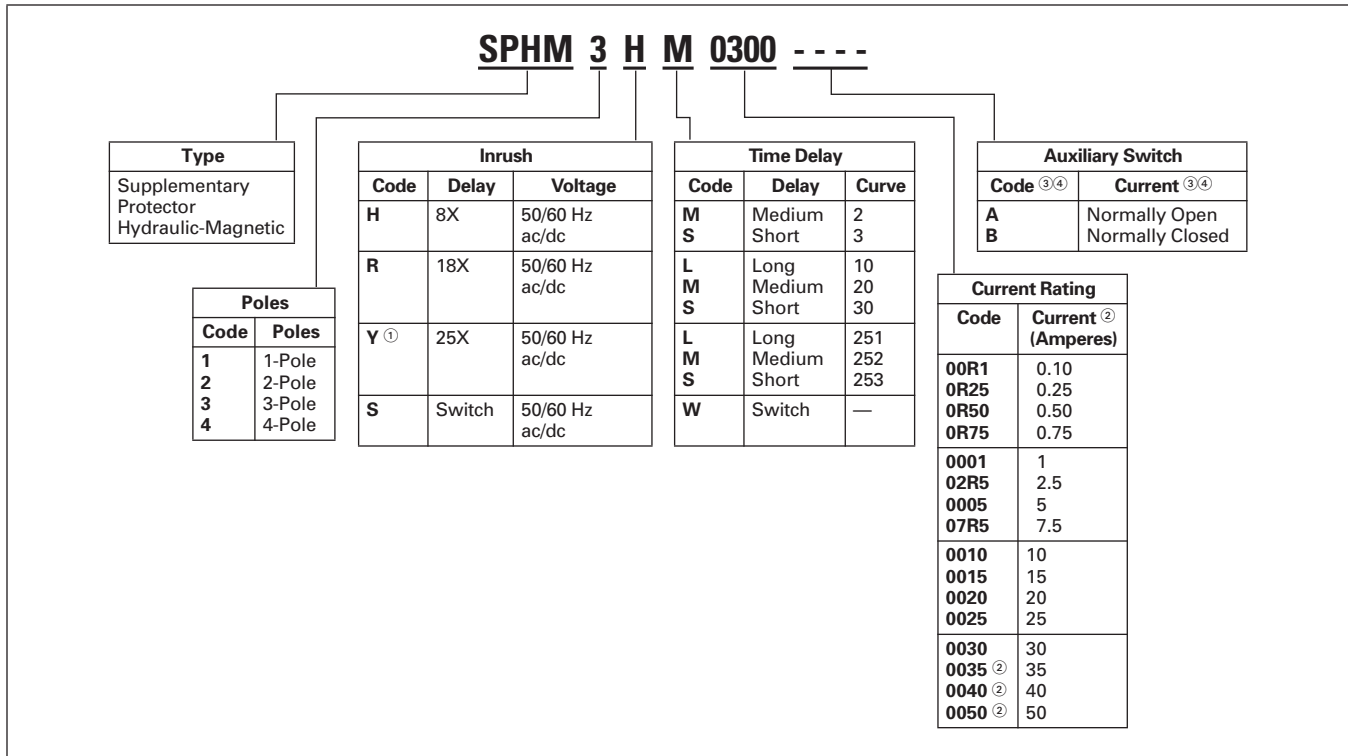 SPHM 3 H M 0300 - - - -
Type
Supplementary
Protector
Hydraulic-Magnetic
Poles
Code Poles
1 1-Pole
2 2-Pole
3 3-Pole
4 4-Pole
Inrush
Code Delay Voltage
H 8X 50/60 Hz
ac/dc
R 18X 50/60 Hz
ac/dc
Y ① 25X 50/60 Hz
ac/dc
S Switch 50/60 Hz
ac/dc
Time Delay
Code Delay Curve
M Medium 2
S Short 3
L Long 10
M Medium 20
S Short 30
L Long 251
M Medium 252
S Short 253
W Switch —
Auxiliary Switch
Code ③④ Current ③④
A Normally Open
B Normally Closed
Current Rating
Code Current ②
(Amperes)
00R1 0.10
0R25 0.25
0R50 0.50
0R75 0.75
0001 1
02R5 2.5
0005 5
07R5 7.5
0010 10
0015 15
0020 20
0025 25
0030 30
0035 ② 35
0040 ② 40
0050 ② 50